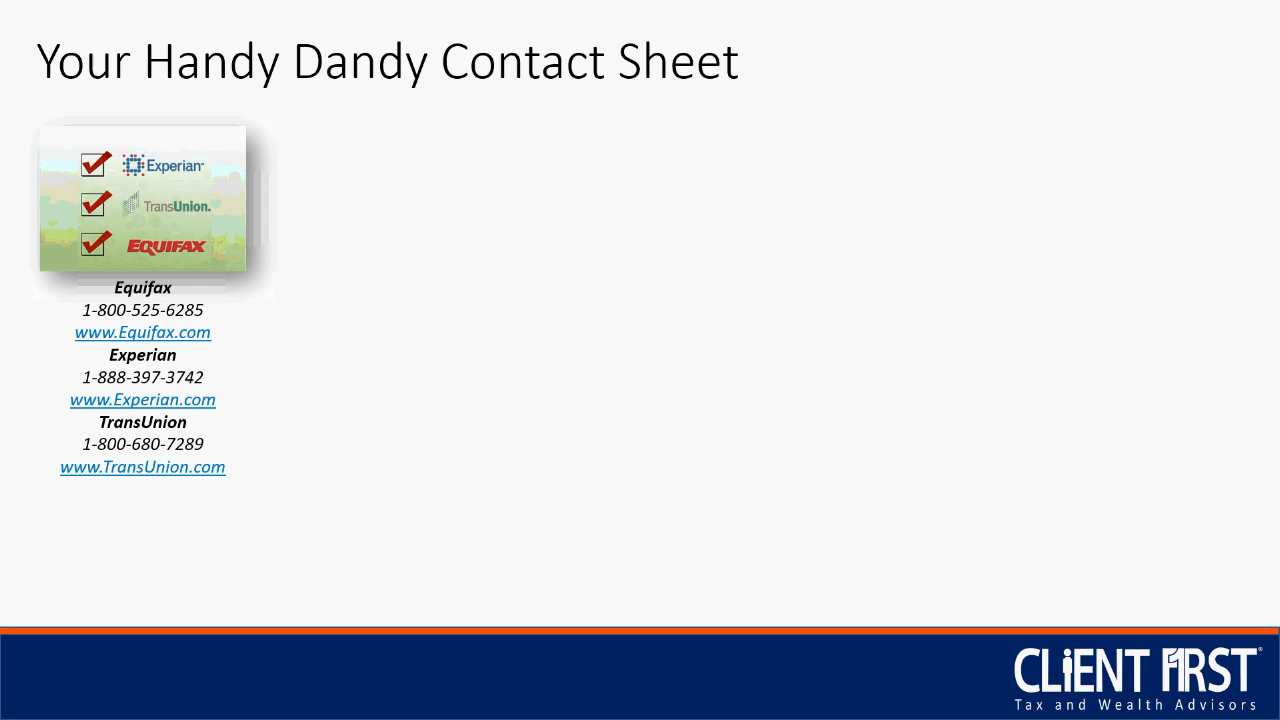 Your Handy Dandy Contact Sheet
Experian
TransUnion.
EQUIFAX
Equifax
1-800-525-6285
www.Equifax.com
Experian
1-888-397-3742
www.Experian.com
TransUnion
1-800-680-7289
www.TransUnion.com
CLiENT FIRST®
Tax and Wealth Advisors